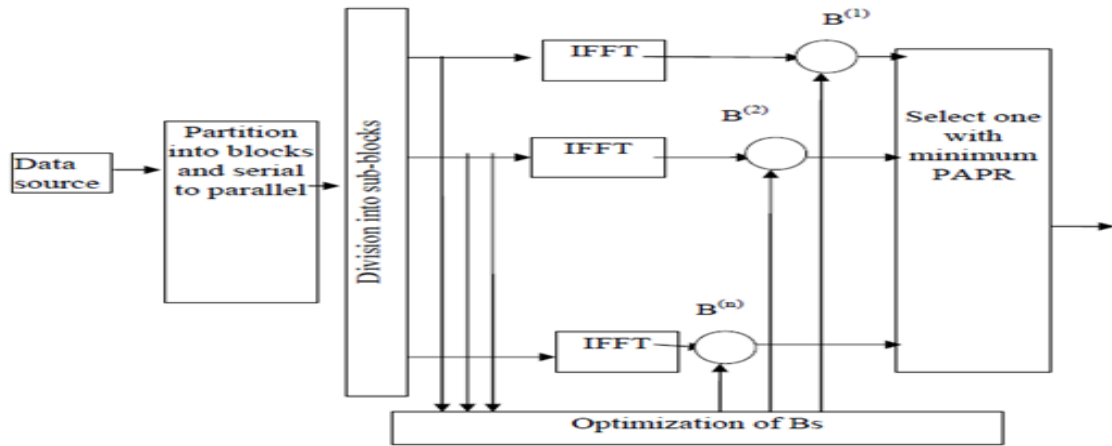 Data
source
Partition
into blocks
and serial
to parallel
Division into sub-blocks
IFFT
B(1)
IFFT
B(2)
IFFT
B(n)
Select one
with
minimum
PAPR
Optimization of Bs